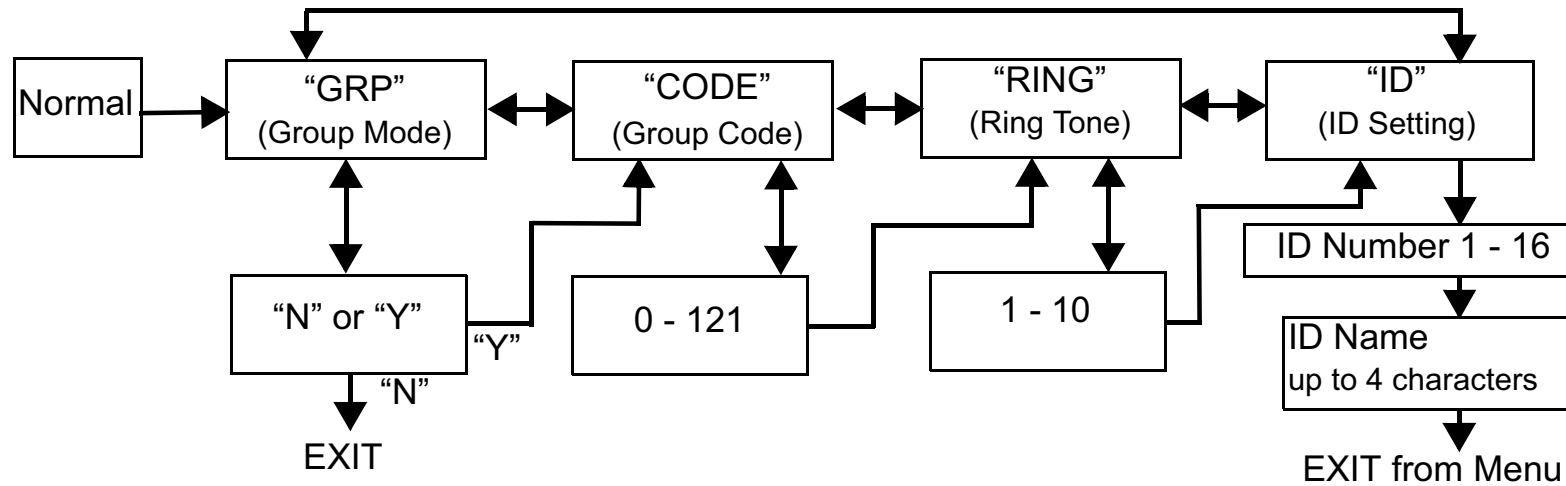 Normal
“GRP”
(Group Mode)
“CODE”
(Group Code)
“RING”
(Ring Tone)
“ID”
(ID Setting)
“N” or “Y”
“Y”
“N”
EXIT
0 - 121
1 - 10
ID Number 1 - 16
ID Name
up to 4 characters
EXIT from Menu